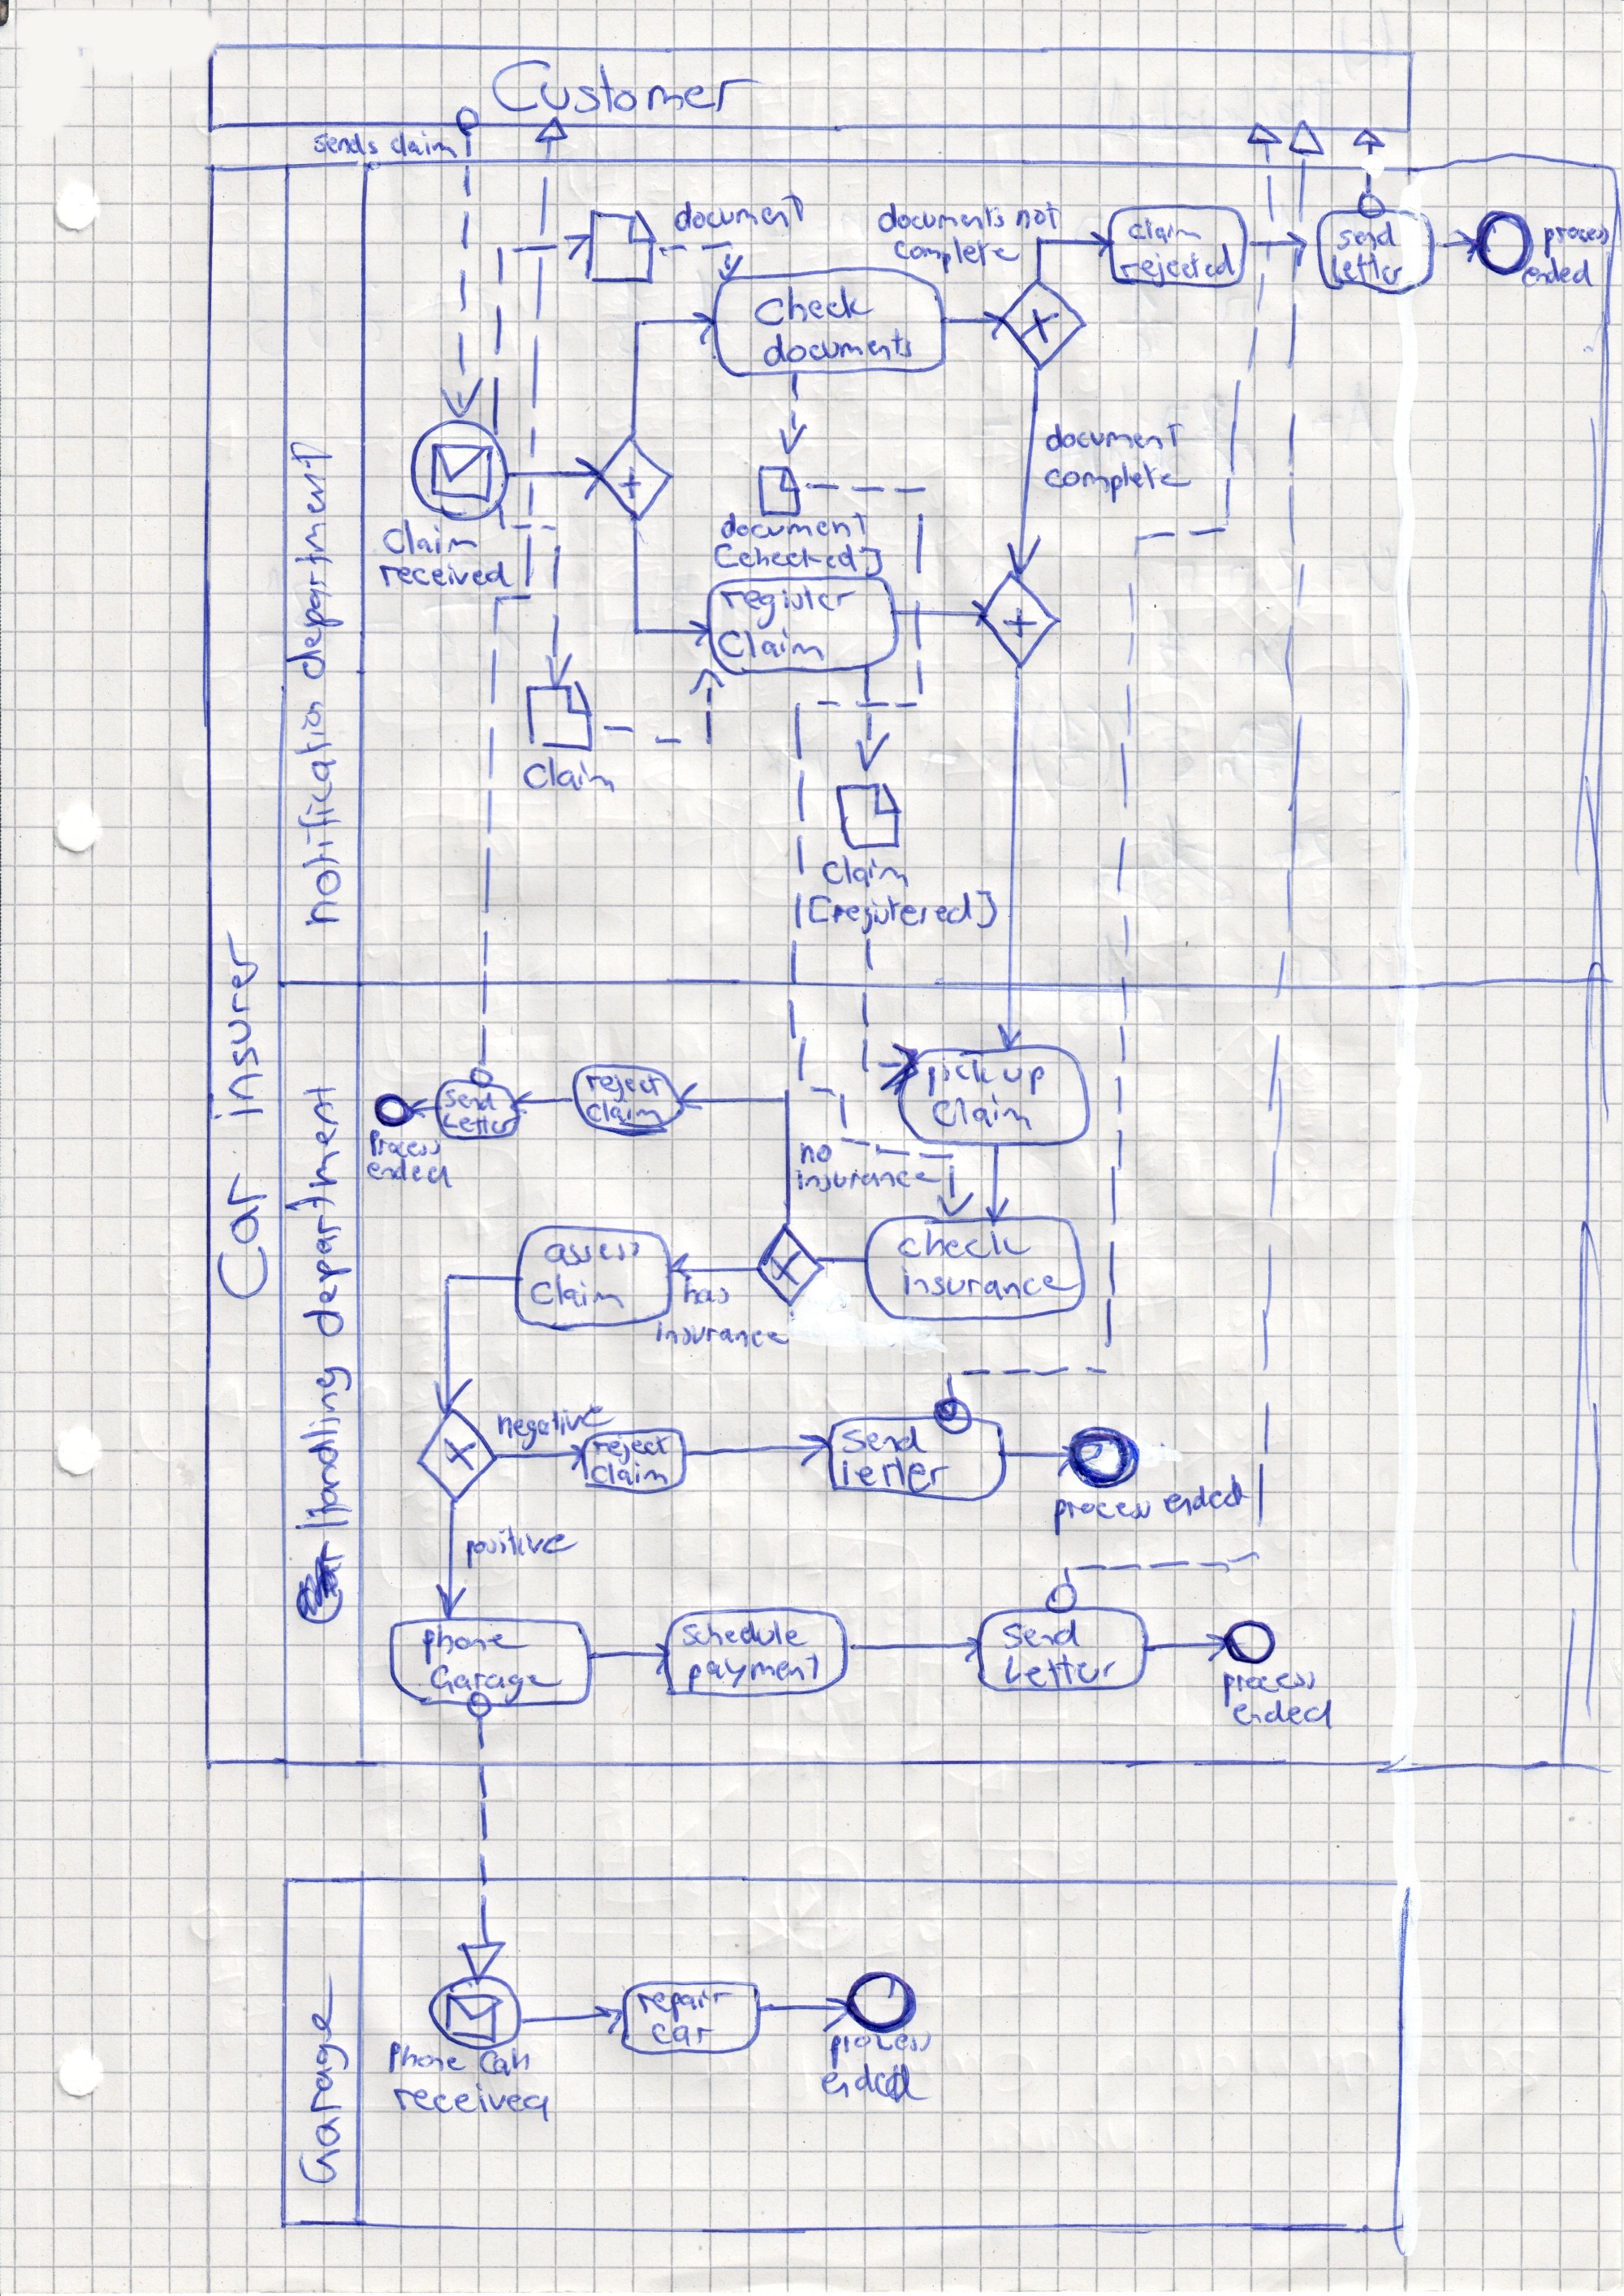 Customer
sends claim
document
documents not
complete
claim
rejected
send
letter
process
ended
Check
documents
document
complete
Claim
received
document
[checked]
register
Claim
Claim
Claim
[registered]
notification department
Car insurer
Handling department
pick up
Claim
reject
claim
send
Letter
Process
ended
no
insurance
check
insurance
assess
Claim
has
insurance
negative
reject
claim
Send
letter
process ended
positive
phone
Garage
Schedule
payment
Send
Letter
process
ended
Garage
Phone Call
received
repair
car
process
ended